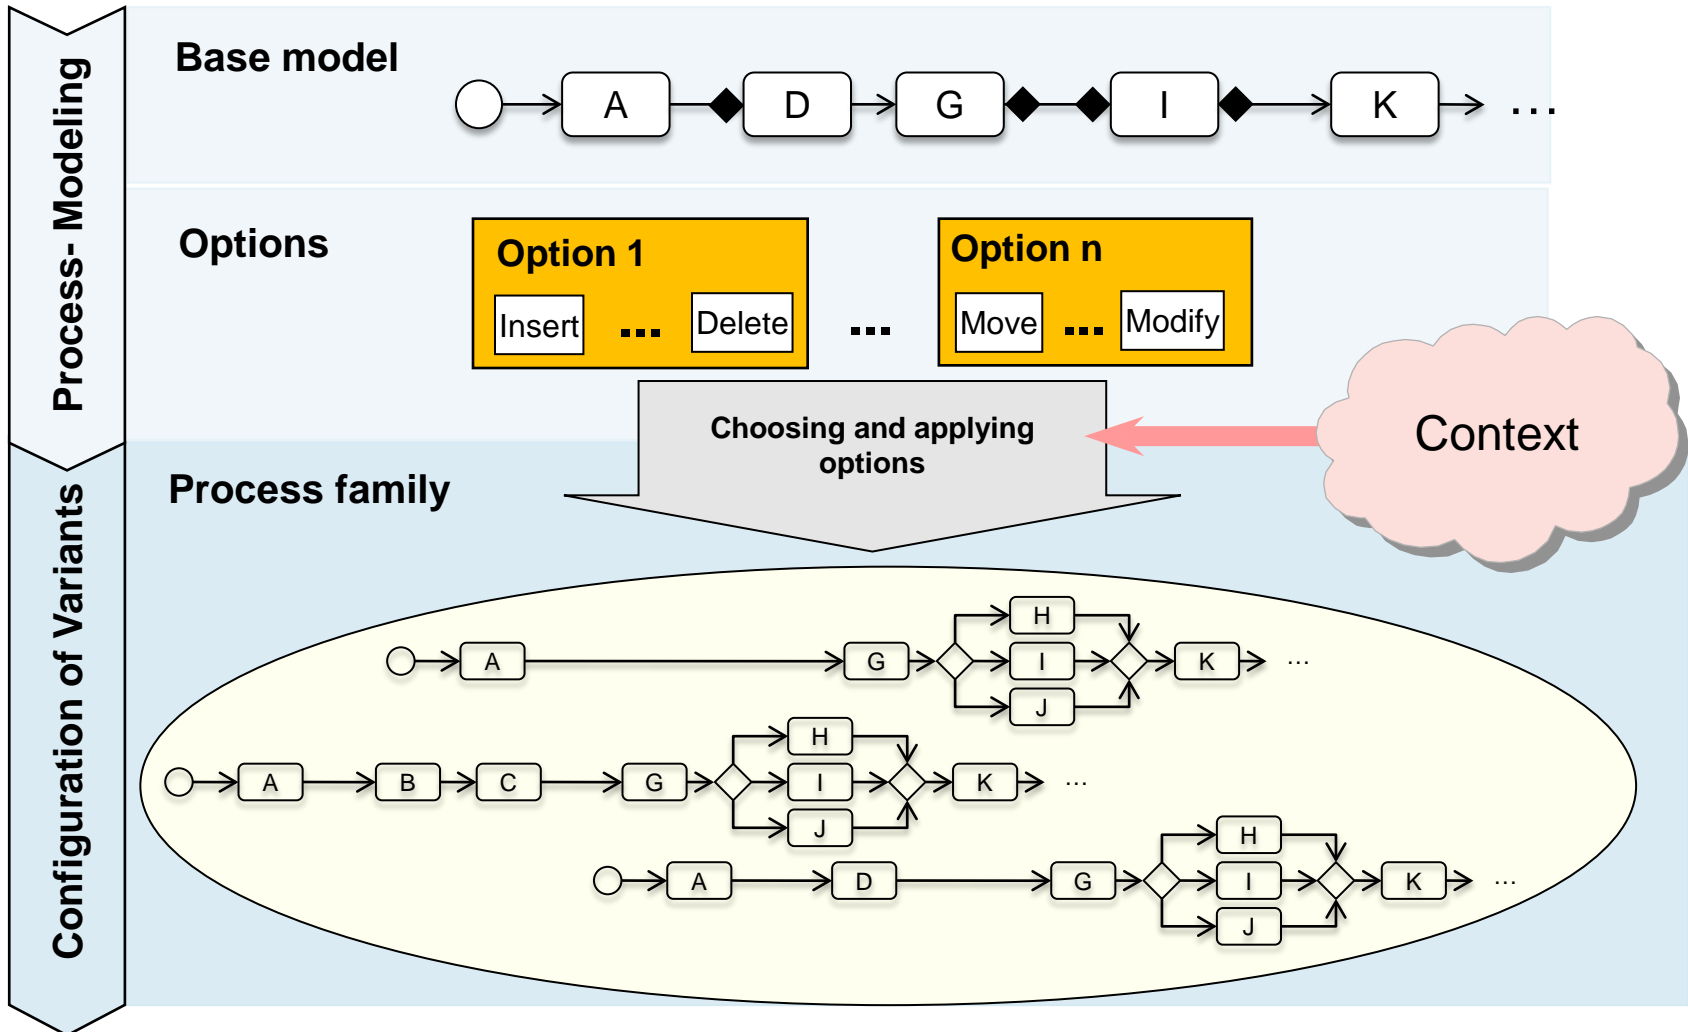 Process- Modeling
Base model
A D G I K ...
Options
Option 1
Insert ... Delete
...
Option n
Move ... Modify
Choosing and applying
options
Context
Configuration of Variants
Process family
H
A G I K ...
J
H
A B C G I K ...
J
H
A D G I K ...
J